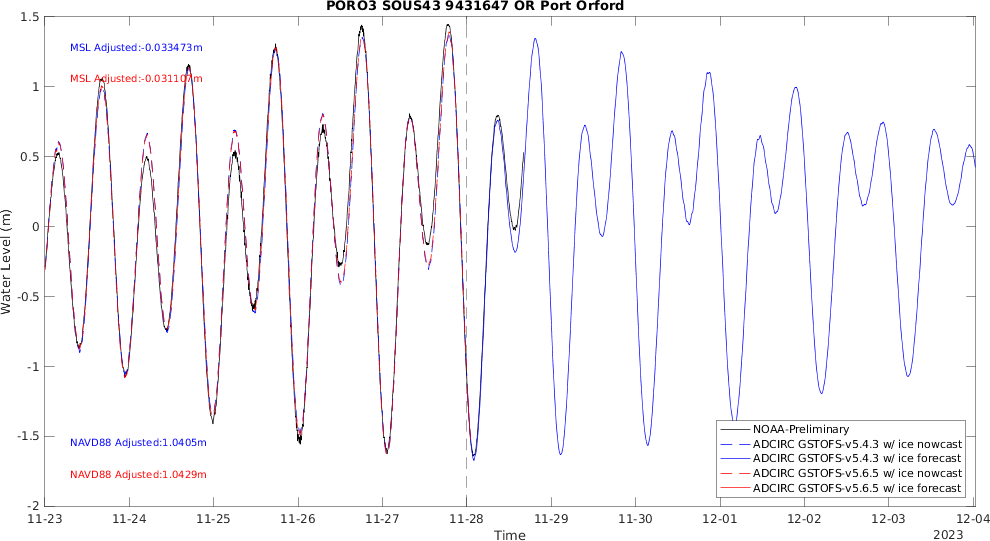 PORO3 SOUS43 9431647 OR Port Orford
1.5
1
0.5
0
-0.5
-1
-1.5
-2
Water Level (m)
MSL Adjusted:-0.033473m
MSL Adjusted:-0.031107m
NAVD88 Adjusted:1.0405m
NAVD88 Adjusted:1.0429m
NOAA-Preliminary
ADCIRC GSTOFS-v5.4.3 w/ ice nowcast
ADCIRC GSTOFS-v5.4.3 w/ ice forecast
ADCIRC GSTOFS-v5.6.5 w/ ice nowcast
ADCIRC GSTOFS-v5.6.5 w/ ice forecast
11-23 11-24 11-25 11-26 11-27 11-28 11-29 11-30 12-01 12-02 12-03 12-04
Time
2023